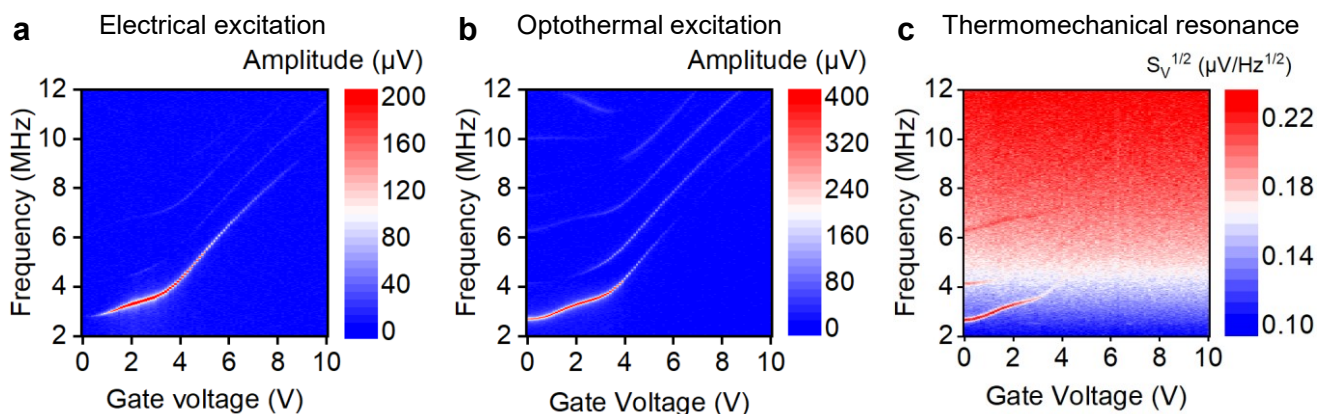 a Electrical excitation
Amplitude (μV)
12
10
8
6
4
2
Frequency (MHz)
0 2 4 6 8 10
Gate voltage (V)
200
160
120
80
40
0
b Optothermal excitation
Amplitude (μV)
12
10
8
6
4
2
Frequency (MHz)
0 2 4 6 8 10
Gate Voltage (V)
400
320
240
160
80
0
c Thermomechanical resonance
S_V^1/2 (μV/Hz^1/2)
12
10
8
6
4
2
Frequency (MHz)
0 2 4 6 8 10
Gate Voltage (V)
0.22
0.18
0.14
0.10